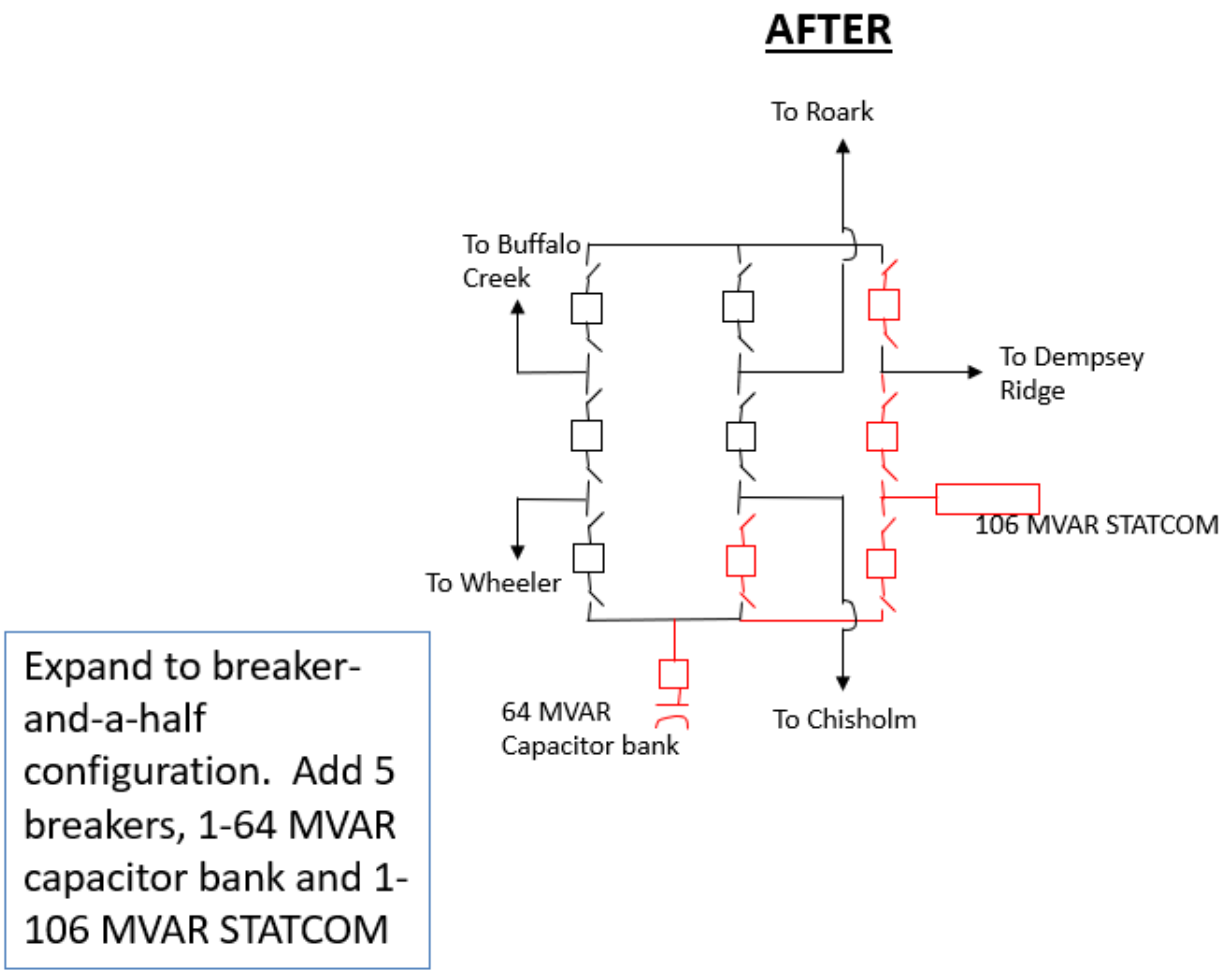 AFTER
To Roark
To Buffalo
Creek
To Dempsey
Ridge
106 MVAR STATCOM
To Wheeler
64 MVAR
Capacitor bank
To Chisholm
Expand to breaker-
and-a-half
configuration.  Add 5
breakers, 1-64 MVAR
capacitor bank and 1-
106 MVAR STATCOM